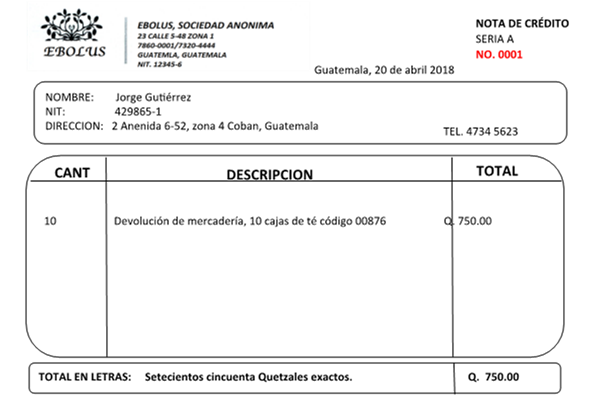 EBOLUS
EBOLUS, SOCIEDAD ANONIMA
23 CALLE 5-48 ZONA 1
7860-0001/7320-4444
GUATEMLA, GUATEMALA
NIT. 12345-6
NOTA DE CRÉDITO
SERIA A
NO. 0001
Guatemala, 20 de abril 2018
NOMBRE: Jorge Gutiérrez
NIT: 429865-1
DIRECCION: 2 Anenida 6-52, zona 4 Coban, Guatemala
TEL. 4734 5623
CANT DESCRIPCION TOTAL
10 Devolución de mercadería, 10 cajas de té código 00876 Q. 750.00
TOTAL EN LETRAS: Setecientos cincuenta Quetzales exactos. Q. 750.00